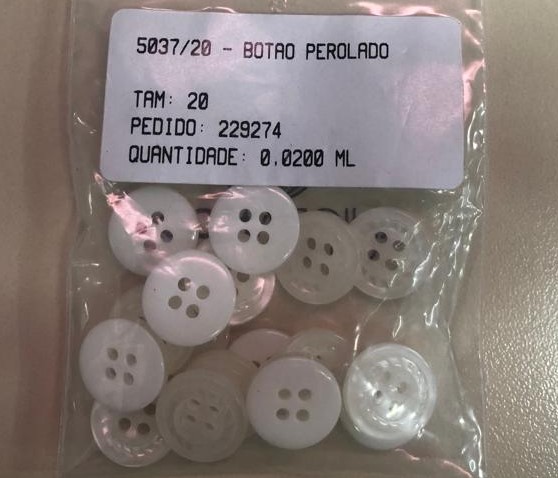 5037/20 - BOTAO PEROLADO
TAM: 20
PEDIDO: 229274
QUANTIDADE: 0,0200 ML